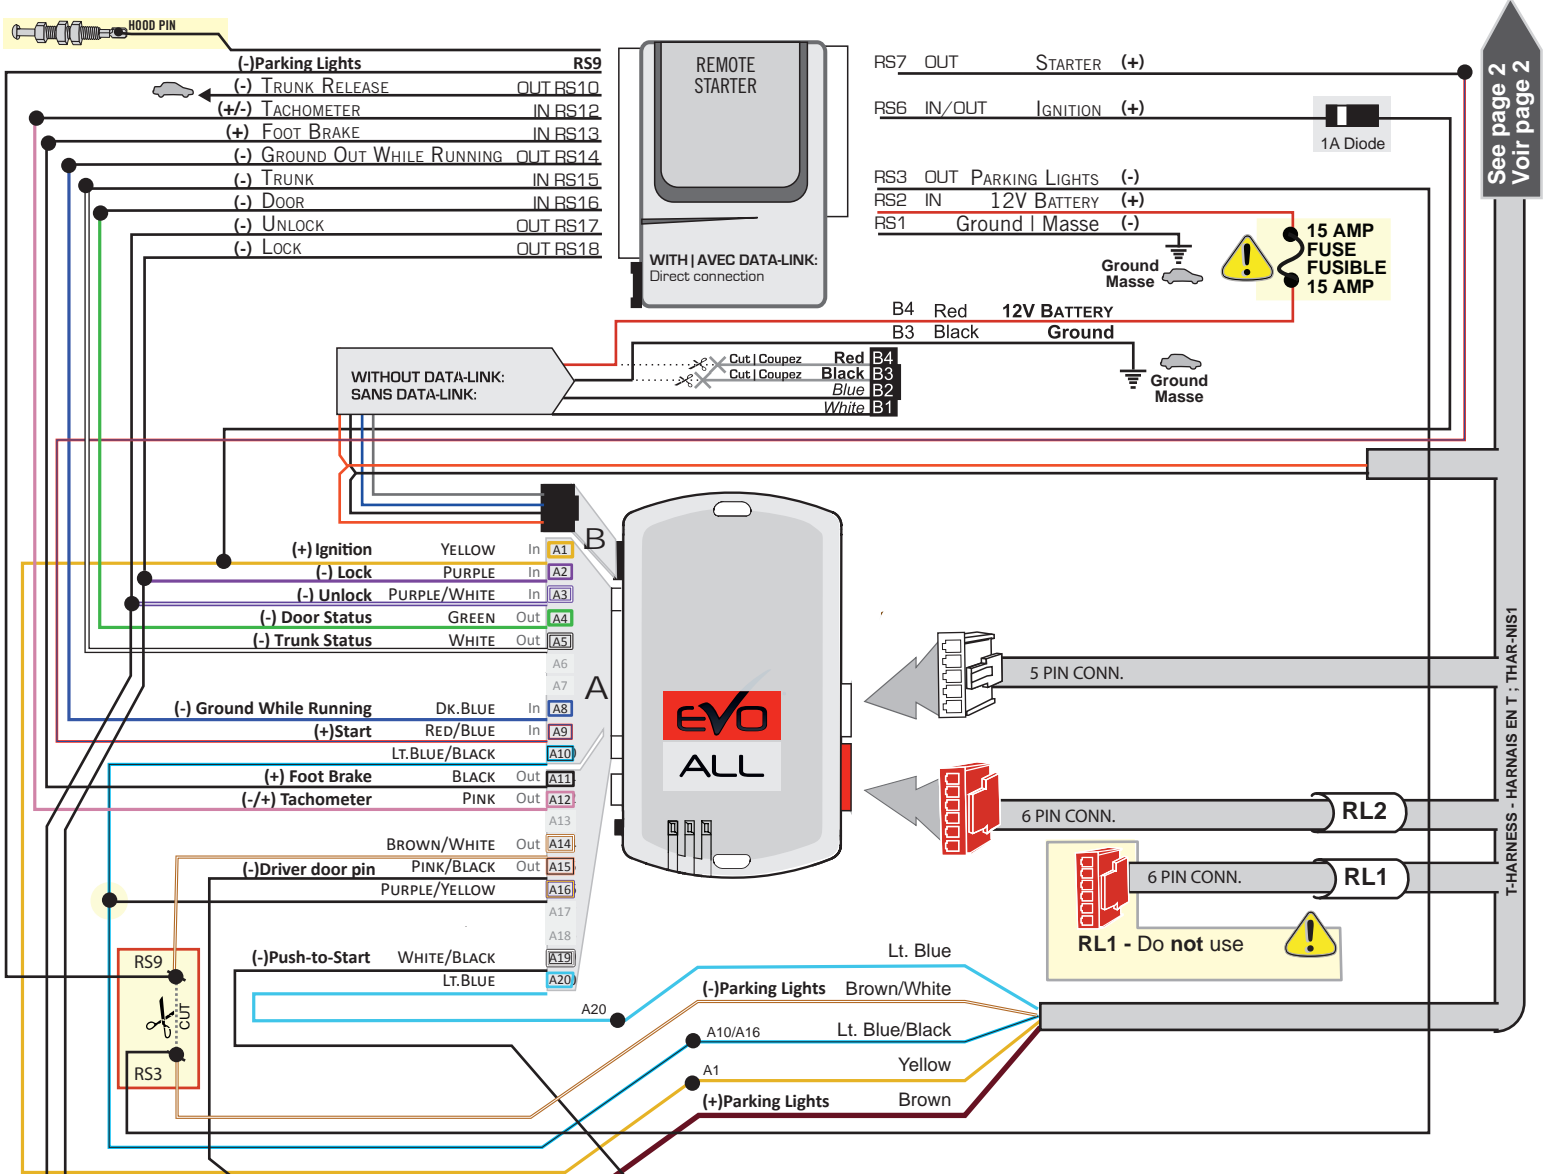 HOOD PIN
(-)Parking Lights RS9
(-) TRUNK RELEASE OUT RS10
(+/-) TACHOMETER IN RS12
(+) FOOT BRAKE IN RS13
(-) GROUND OUT WHILE RUNNING OUT RS14
(-) TRUNK IN RS15
(-) DOOR IN RS16
(-) UNLOCK OUT RS17
(-) LOCK OUT RS18
REMOTE
STARTER
WITH | AVEC DATA-LINK:
Direct connection
RS7 OUT STARTER (+)
RS6 IN/OUT IGNITION (+)
1A Diode
RS3 OUT PARKING LIGHTS (-)
RS2 IN 12V BATTERY (+)
RS1 Ground | Masse (-)
Ground
Masse
15 AMP
FUSE
FUSIBLE
15 AMP
See page 2
Voir page 2
B4 Red 12V BATTERY
B3 Black Ground
Ground
Masse
WITHOUT DATA-LINK:
SANS DATA-LINK:
Cut | Coupez Red B4
Cut | Coupez Black B3
Blue B2
White B1
B
A
(+) Ignition YELLOW In A1
(-) Lock PURPLE In A2
(-) Unlock PURPLE/WHITE In A3
(-) Door Status GREEN Out A4
(-) Trunk Status WHITE Out A5
A6
A7
(-) Ground While Running DK.BLUE In A8
(+)Start RED/BLUE In A9
LT.BLUE/BLACK A10
(+) Foot Brake BLACK Out A11
(-/+) Tachometer PINK Out A12
A13
BROWN/WHITE Out A14
(-)Driver door pin PINK/BLACK Out A15
PURPLE/YELLOW A16
A17
A18
(-)Push-to-Start WHITE/BLACK A19
LT.BLUE A20
EVO
ALL
5 PIN CONN.
6 PIN CONN. RL2
6 PIN CONN. RL1
RL1 - Do not use
T-HARNESS - HARNAIS EN T ; THAR-NIS1
RS9
CUT
RS3
A20 Lt. Blue
(-)Parking Lights Brown/White
A10/A16 Lt. Blue/Black
A1 Yellow
(+)Parking Lights Brown